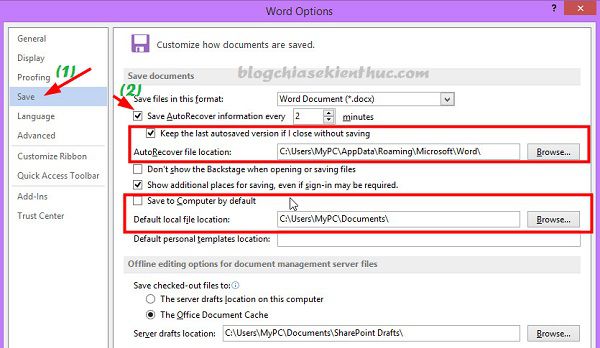 Word Options
General
Display
Proofing
Save
Language
Advanced
Customize Ribbon
Quick Access Toolbar
Add-Ins
Trust Center
(1)
(2)
Customize how documents are saved.
blogchiasekienthuc.com
Save documents
Save files in this format: Word Document (*.docx)
Save AutoRecover information every 2 minutes
Keep the last autosaved version if I close without saving
AutoRecover file location: C:\Users\MyPC\AppData\Roaming\Microsoft\Word\ Browse...
Don't show the Backstage when opening or saving files
Show additional places for saving, even if sign-in may be required.
Save to Computer by default
Default local file location: C:\Users\MyPC\Documents\ Browse...
Default personal templates location:
Offline editing options for document management server files
Save checked-out files to:
The server drafts location on this computer
The Office Document Cache
Server drafts location: C:\Users\MyPC\Documents\SharePoint Drafts\ Browse...